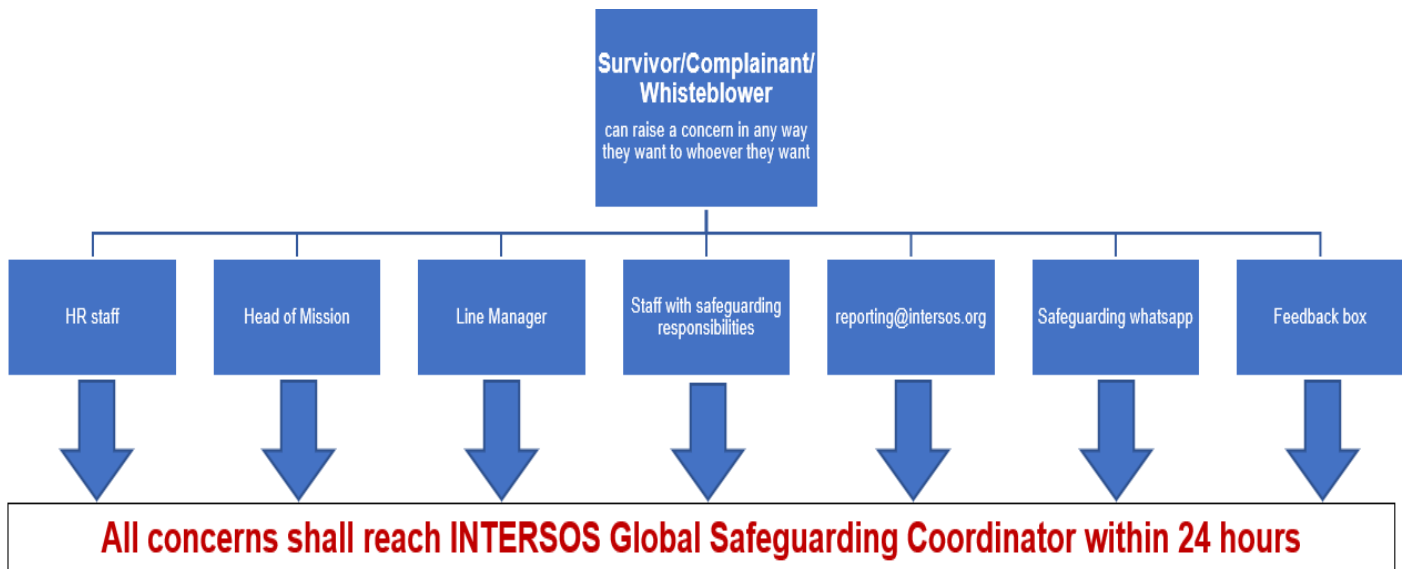 Survivor/Complainant/
Whisteblower
can raise a concern in any way
they want to whoever they want
HR staff
Head of Mission
Line Manager
Staff with safeguarding
responsibilities
reporting@intersos.org
Safeguarding whatsapp
Feedback box
All concerns shall reach INTERSOS Global Safeguarding Coordinator within 24 hours